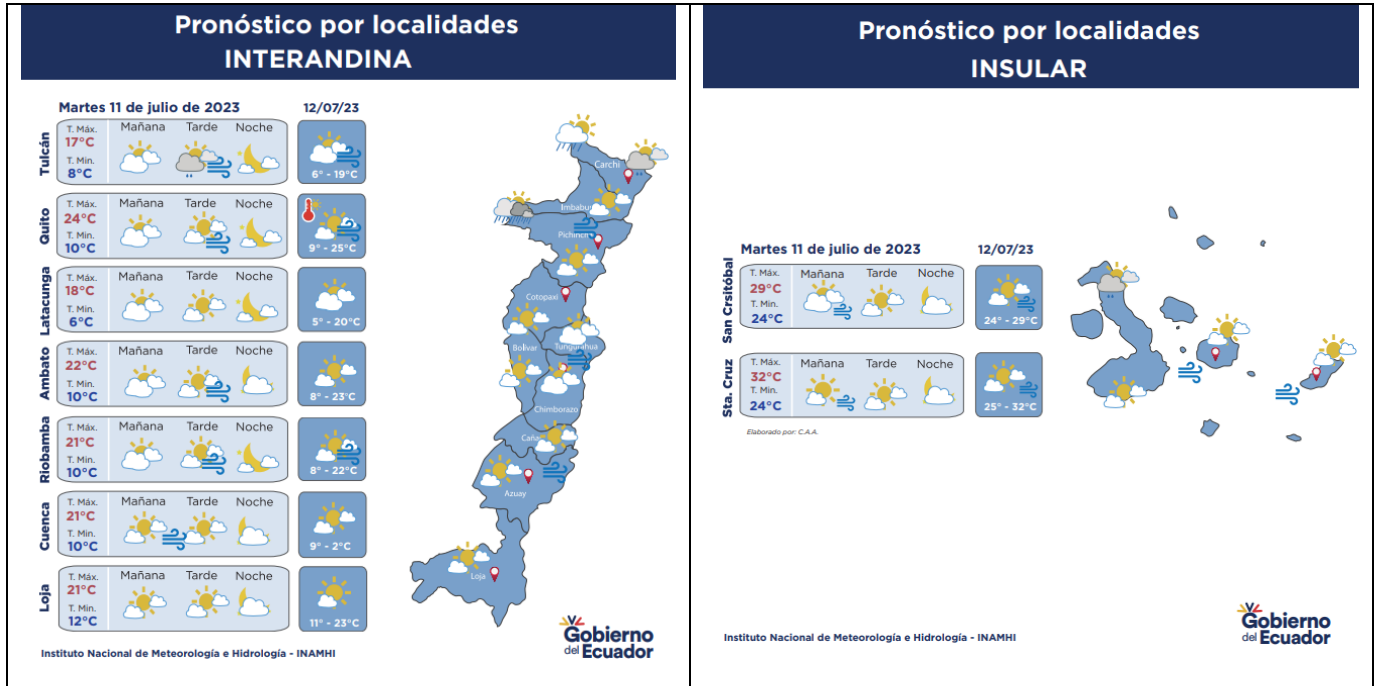 Pronóstico por localidades
INTERANDINA
Martes 11 de julio de 2023
12/07/23
Tulcán
T. Máx.
17°C
T. Min.
8°C
Mañana Tarde Noche
6° - 19°C
Quito
T. Máx.
24°C
T. Min.
10°C
Mañana Tarde Noche
9° - 25°C
Latacunga
T. Máx.
18°C
T. Min.
6°C
Mañana Tarde Noche
5° - 20°C
Ambato
T. Máx.
22°C
T. Min.
10°C
Mañana Tarde Noche
8° - 23°C
Riobamba
T. Máx.
21°C
T. Min.
10°C
Mañana Tarde Noche
8° - 22°C
Cuenca
T. Máx.
21°C
T. Min.
10°C
Mañana Tarde Noche
9° - 2°C
Loja
T. Máx.
21°C
T. Min.
12°C
Mañana Tarde Noche
11° - 23°C
Carchi
Cotopaxi
Bolívar
Tungurahua
Chimborazo
Azuay
Loja
Instituto Nacional de Meteorología e Hidrología - INAMHI
Gobierno
del Ecuador
Pronóstico por localidades
INSULAR
Martes 11 de julio de 2023
12/07/23
San Crsitóbal
T. Máx.
29°C
T. Min.
24°C
Mañana Tarde Noche
24° - 29°C
Sta. Cruz
T. Máx.
32°C
T. Min.
24°C
Mañana Tarde Noche
25° - 32°C
Elaborado por: C.A.A.
Instituto Nacional de Meteorología e Hidrología - INAMHI
Gobierno
del Ecuador